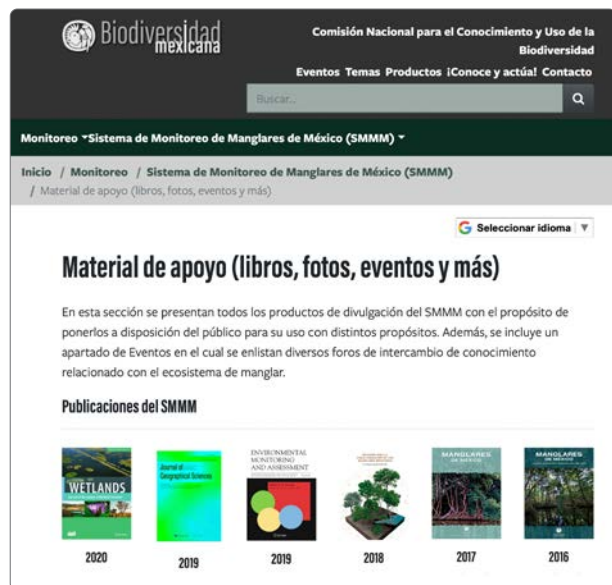 Biodiversidad
mexicana
Comisión Nacional para el Conocimiento y Uso de la
Biodiversidad
Eventos Temas Productos ¡Conoce y actúa! Contacto
Buscar...
Monitoreo Sistema de Monitoreo de Manglares de México (SMMM)
Inicio / Monitoreo / Sistema de Monitoreo de Manglares de México (SMMM)
/ Material de apoyo (libros, fotos, eventos y más)
G Seleccionar idioma
Material de apoyo (libros, fotos, eventos y más)
En esta sección se presentan todos los productos de divulgación del SMMM con el propósito de
ponerlos a disposición del público para su uso con distintos propósitos. Además, se incluye un
apartado de Eventos en el cual se enlistan diversos foros de intercambio de conocimiento
relacionado con el ecosistema de manglar.
Publicaciones del SMMM
WETLANDS
Journal of
Geographical Sciences
ENVIRONMENTAL
MONITORING
AND ASSESSMENT
MANGLARES
DE MÉXICO
MANGLARES
DE MÉXICO
2020 2019 2019 2018 2017 2016